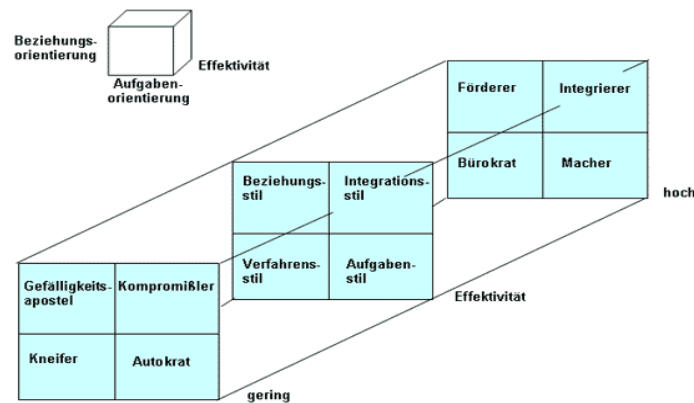 Beziehungs-
orientierung
Effektivität
Aufgaben-
orientierung
Förderer
Integrierer
Bürokrat
Macher
hoch
Beziehungs-
stil
Integrations-
stil
Verfahrens-
stil
Aufgaben-
stil
Effektivität
Gefälligkeits-
apostel
Kompromißler
Kneifer
Autokrat
gering